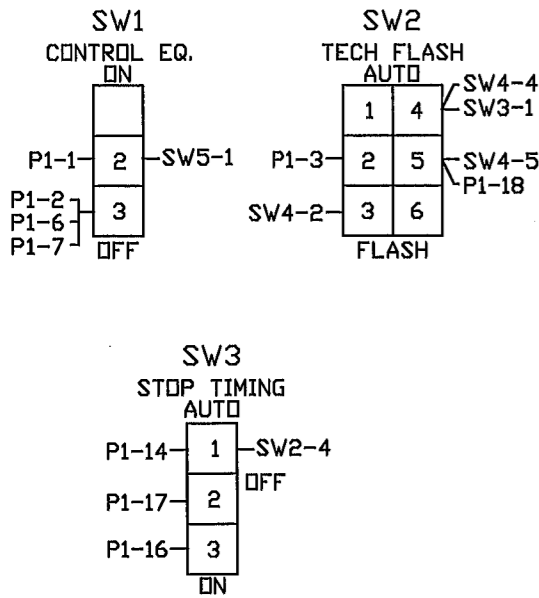 SW1
CONTROL EQ.
ON
P1-1
2
SW5-1
P1-2
P1-6
P1-7
3
OFF
SW2
TECH FLASH
AUTO
1
4
SW4-4
SW3-1
P1-3
2
5
SW4-5
P1-18
SW4-2
3
6
FLASH
SW3
STOP TIMING
AUTO
P1-14
1
SW2-4
OFF
P1-17
2
P1-16
3
ON